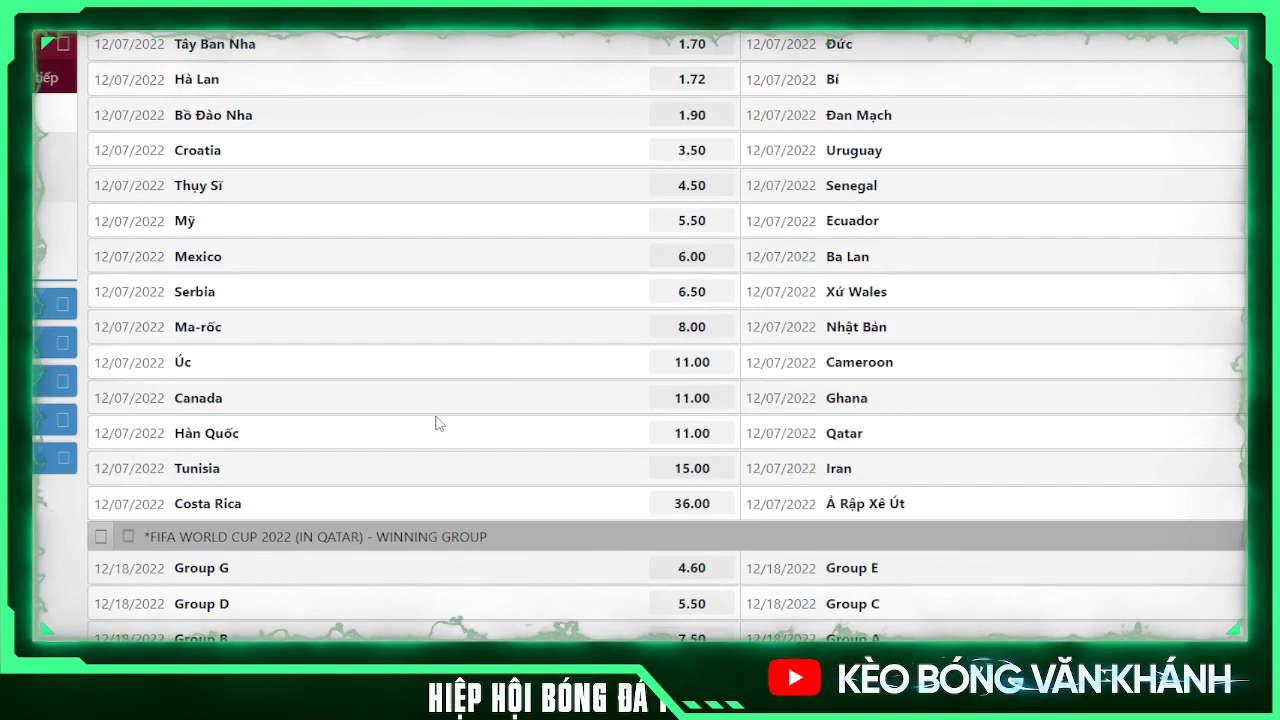 12/07/2022 Tây Ban Nha 1.70 12/07/2022 Đức
tiếp
12/07/2022 Hà Lan 1.72 12/07/2022 Bỉ
12/07/2022 Bồ Đào Nha 1.90 12/07/2022 Đan Mạch
12/07/2022 Croatia 3.50 12/07/2022 Uruguay
12/07/2022 Thụy Sĩ 4.50 12/07/2022 Senegal
12/07/2022 Mỹ 5.50 12/07/2022 Ecuador
12/07/2022 Mexico 6.00 12/07/2022 Ba Lan
12/07/2022 Serbia 6.50 12/07/2022 Xứ Wales
12/07/2022 Ma-rốc 8.00 12/07/2022 Nhật Bản
12/07/2022 Úc 11.00 12/07/2022 Cameroon
12/07/2022 Canada 11.00 12/07/2022 Ghana
12/07/2022 Hàn Quốc 11.00 12/07/2022 Qatar
12/07/2022 Tunisia 15.00 12/07/2022 Iran
12/07/2022 Costa Rica 36.00 12/07/2022 Ả Rập Xê Út
*FIFA WORLD CUP 2022 (IN QATAR) - WINNING GROUP
12/18/2022 Group G 4.60 12/18/2022 Group E
12/18/2022 Group D 5.50 12/18/2022 Group C
12/18/2022 Group B 7.50 12/18/2022 Group A
KÈO BÓNG VĂN KHÁNH
HIỆP HỘI BÓNG ĐÁ